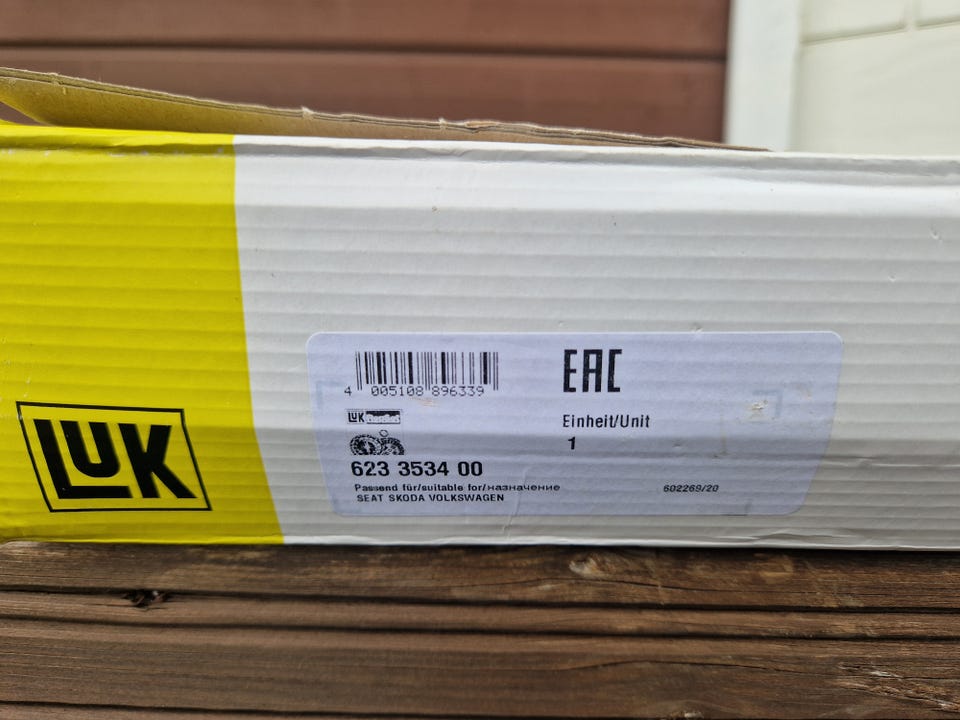 LUK
4 005108 896339
EAC
LUK
Einheit/Unit
1
623 3534 00
Passend für/suitable for/назначение
SEAT SKODA VOLKSWAGEN
602269/20